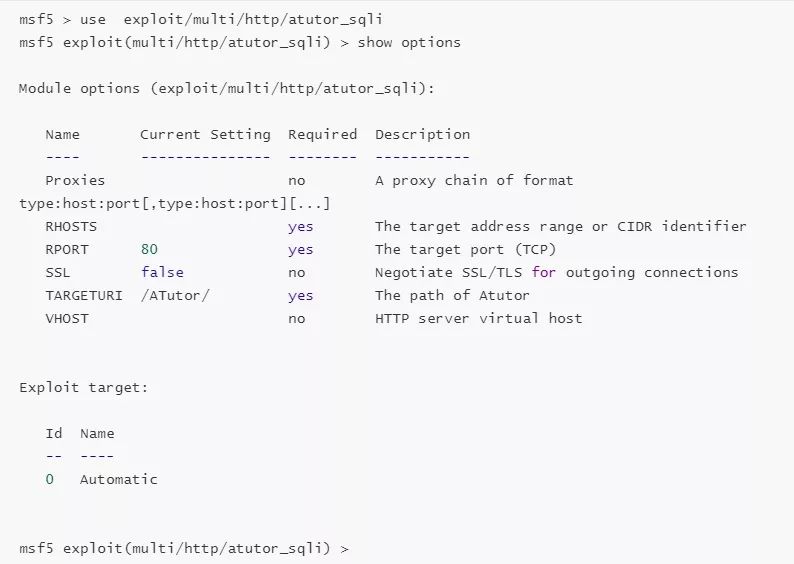 msf5 > use  exploit/multi/http/atutor_sqli
msf5 exploit(multi/http/atutor_sqli) > show options
Module options (exploit/multi/http/atutor_sqli):
   Name       Current Setting  Required  Description
   ----       ---------------  --------  -----------
   Proxies                     no        A proxy chain of format
type:host:port[,type:host:port][...]
   RHOSTS                      yes       The target address range or CIDR identifier
   RPORT      80               yes       The target port (TCP)
   SSL        false            no        Negotiate SSL/TLS for outgoing connections
   TARGETURI  /ATutor/         yes       The path of Atutor
   VHOST                       no        HTTP server virtual host
Exploit target:
   Id  Name
   --  ----
   0   Automatic
msf5 exploit(multi/http/atutor_sqli) >